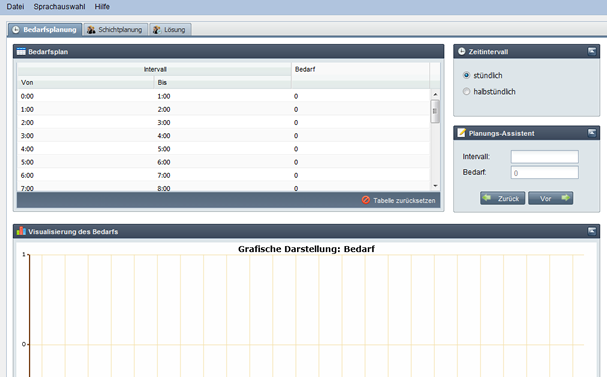 Datei Sprachauswahl Hilfe
Bedarfsplanung Schichtplanung Lösung
Bedarfsplan
Intervall Bedarf
Von Bis
0:00 1:00 0
1:00 2:00 0
2:00 3:00 0
3:00 4:00 0
4:00 5:00 0
5:00 6:00 0
6:00 7:00 0
7:00 8:00 0
Tabelle zurücksetzen
Zeitintervall
stündlich
halbstündlich
Planungs-Assistent
Intervall:
Bedarf: 0
Zurück Vor
Visualisierung des Bedarfs
Grafische Darstellung: Bedarf
1
0